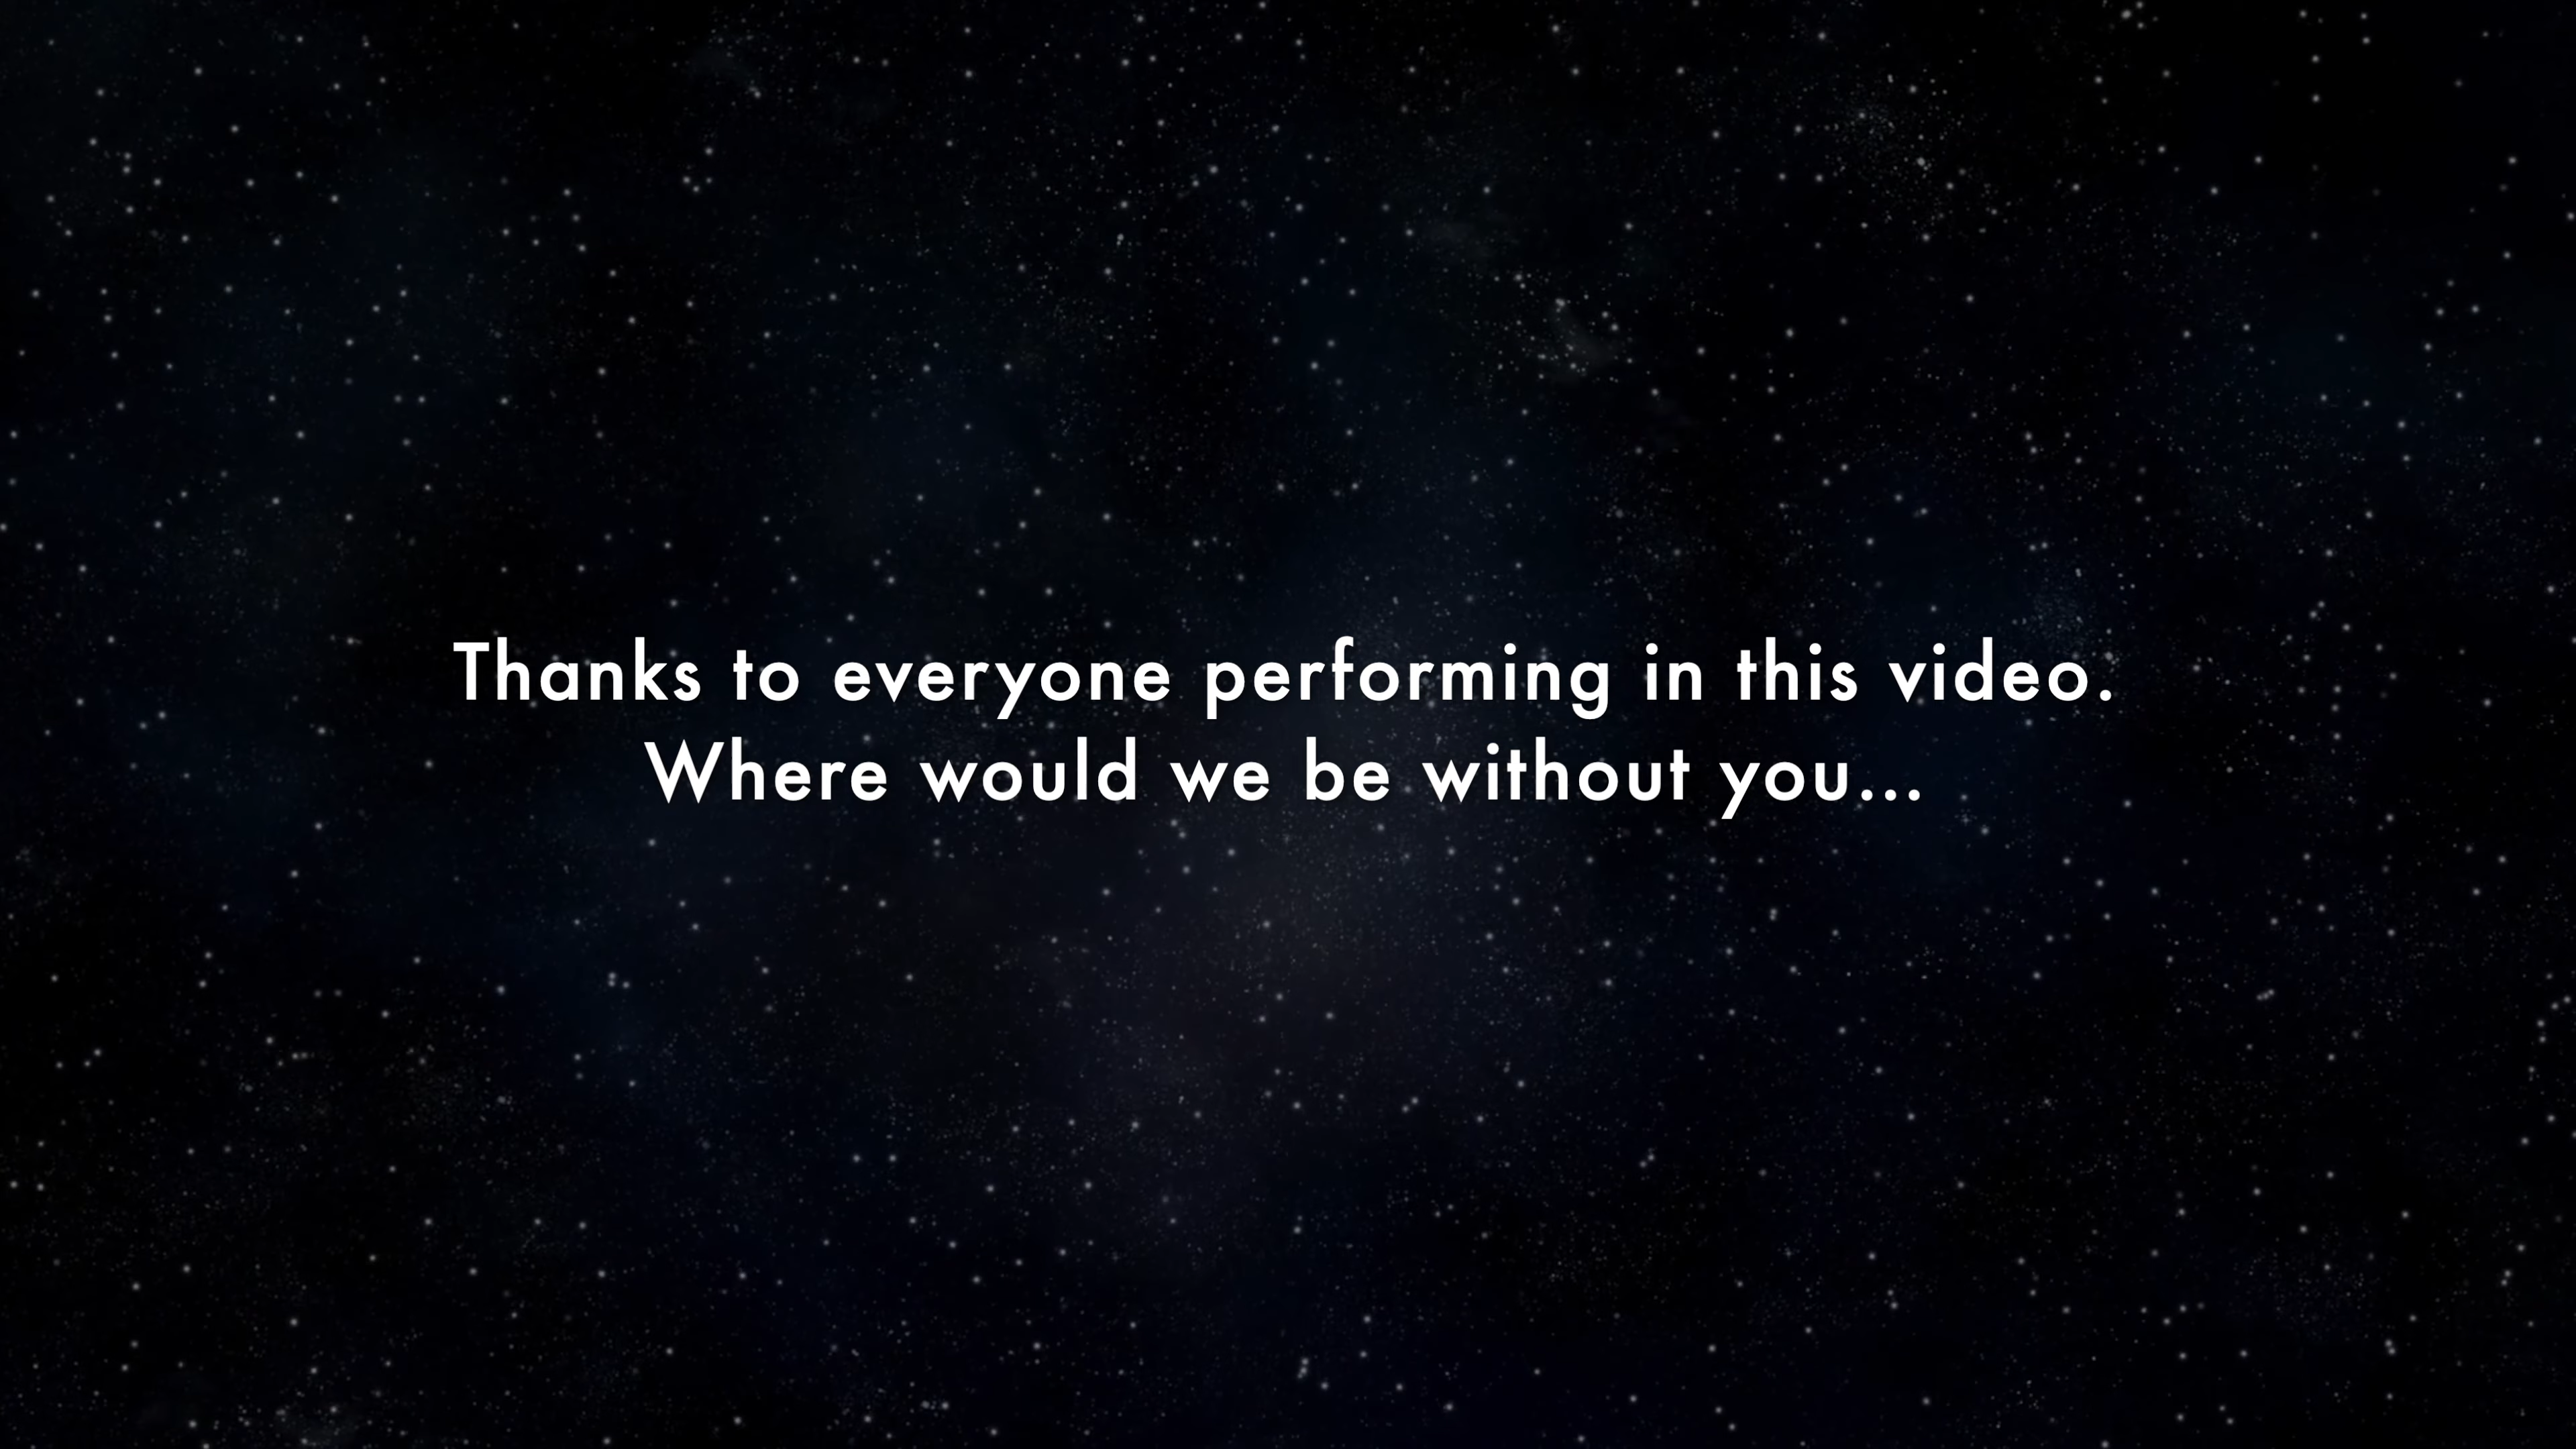 Thanks to everyone performing in this video.
Where would we be without you...